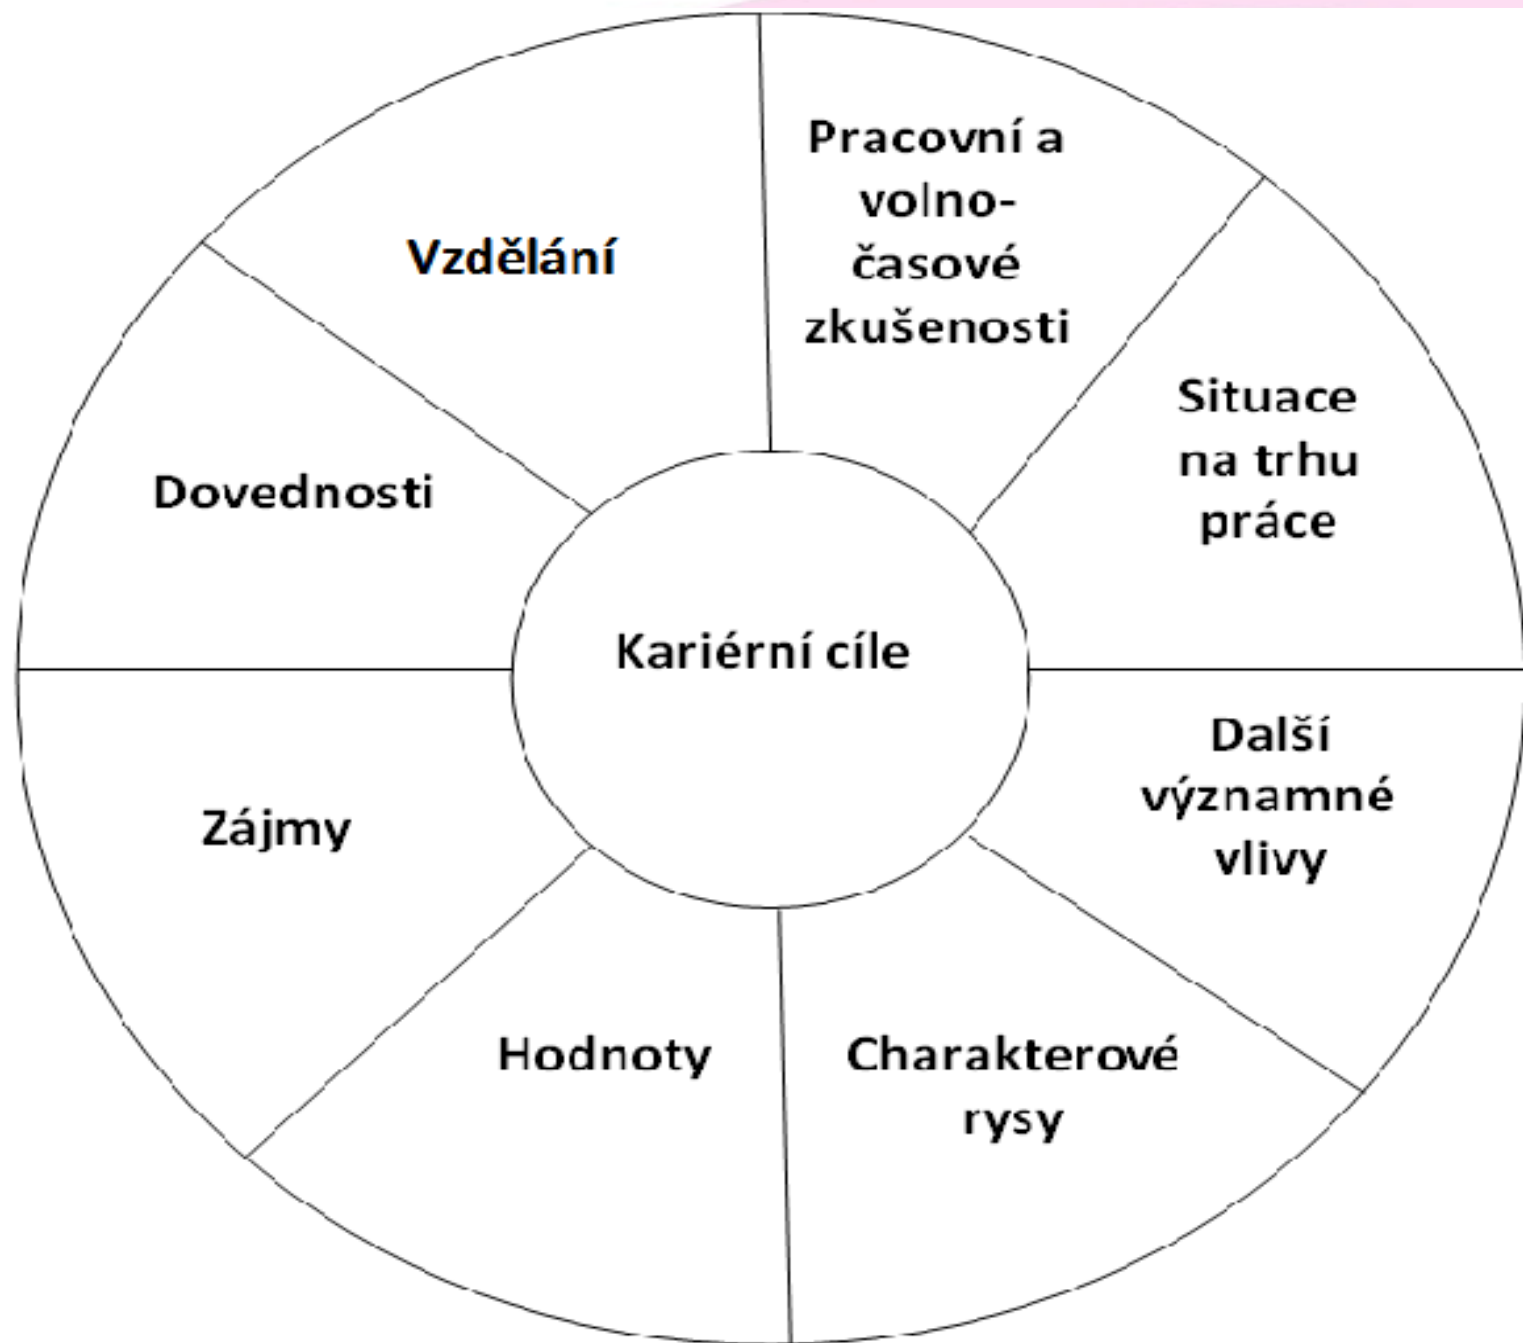 Pracovní a
volno-
časové
zkušenosti
Vzdělání
Situace
na trhu
práce
Dovednosti
Kariérní cíle
Další
významné
vlivy
Zájmy
Hodnoty
Charakterové
rysy